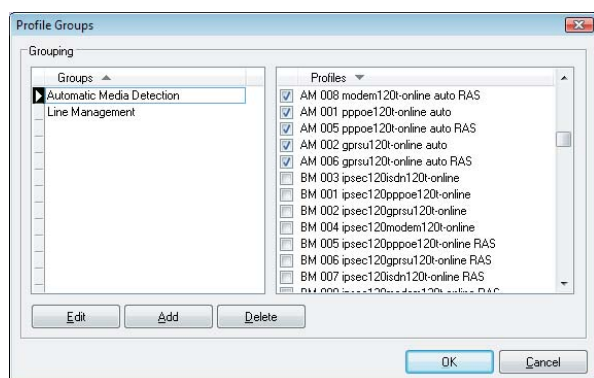 Profile Groups
Grouping
Groups
Automatic Media Detection
Line Management
Profiles
AM 008 modem120t-online auto RAS
AM 001 pppoe120t-online auto
AM 005 pppoe120t-online auto RAS
AM 002 gprsu120t-online auto
AM 006 gprsu120t-online auto RAS
BM 003 ipsec120isdn120t-online
BM 001 ipsec120pppoe120t-online
BM 002 ipsec120gprsu120t-online
BM 004 ipsec120modem120t-online
BM 005 ipsec120pppoe120t-online RAS
BM 006 ipsec120gprsu120t-online RAS
BM 007 ipsec120isdn120t-online RAS
Edit
Add
Delete
OK
Cancel